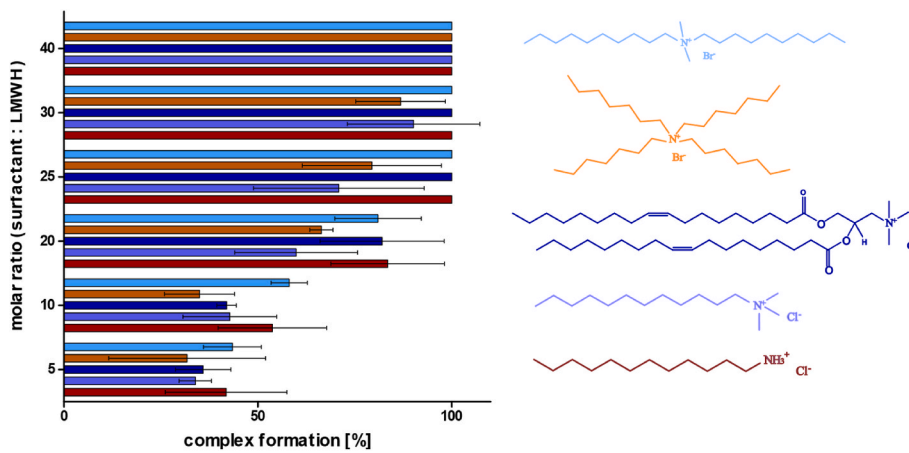 molar ratio (surfactant : LMWH)
40
30
25
20
10
5
0
50
100
complex formation [%]
N+
Br-
N+
Br-
O
O
N+
O
H
O
N+
Cl-
NH3+
Cl-